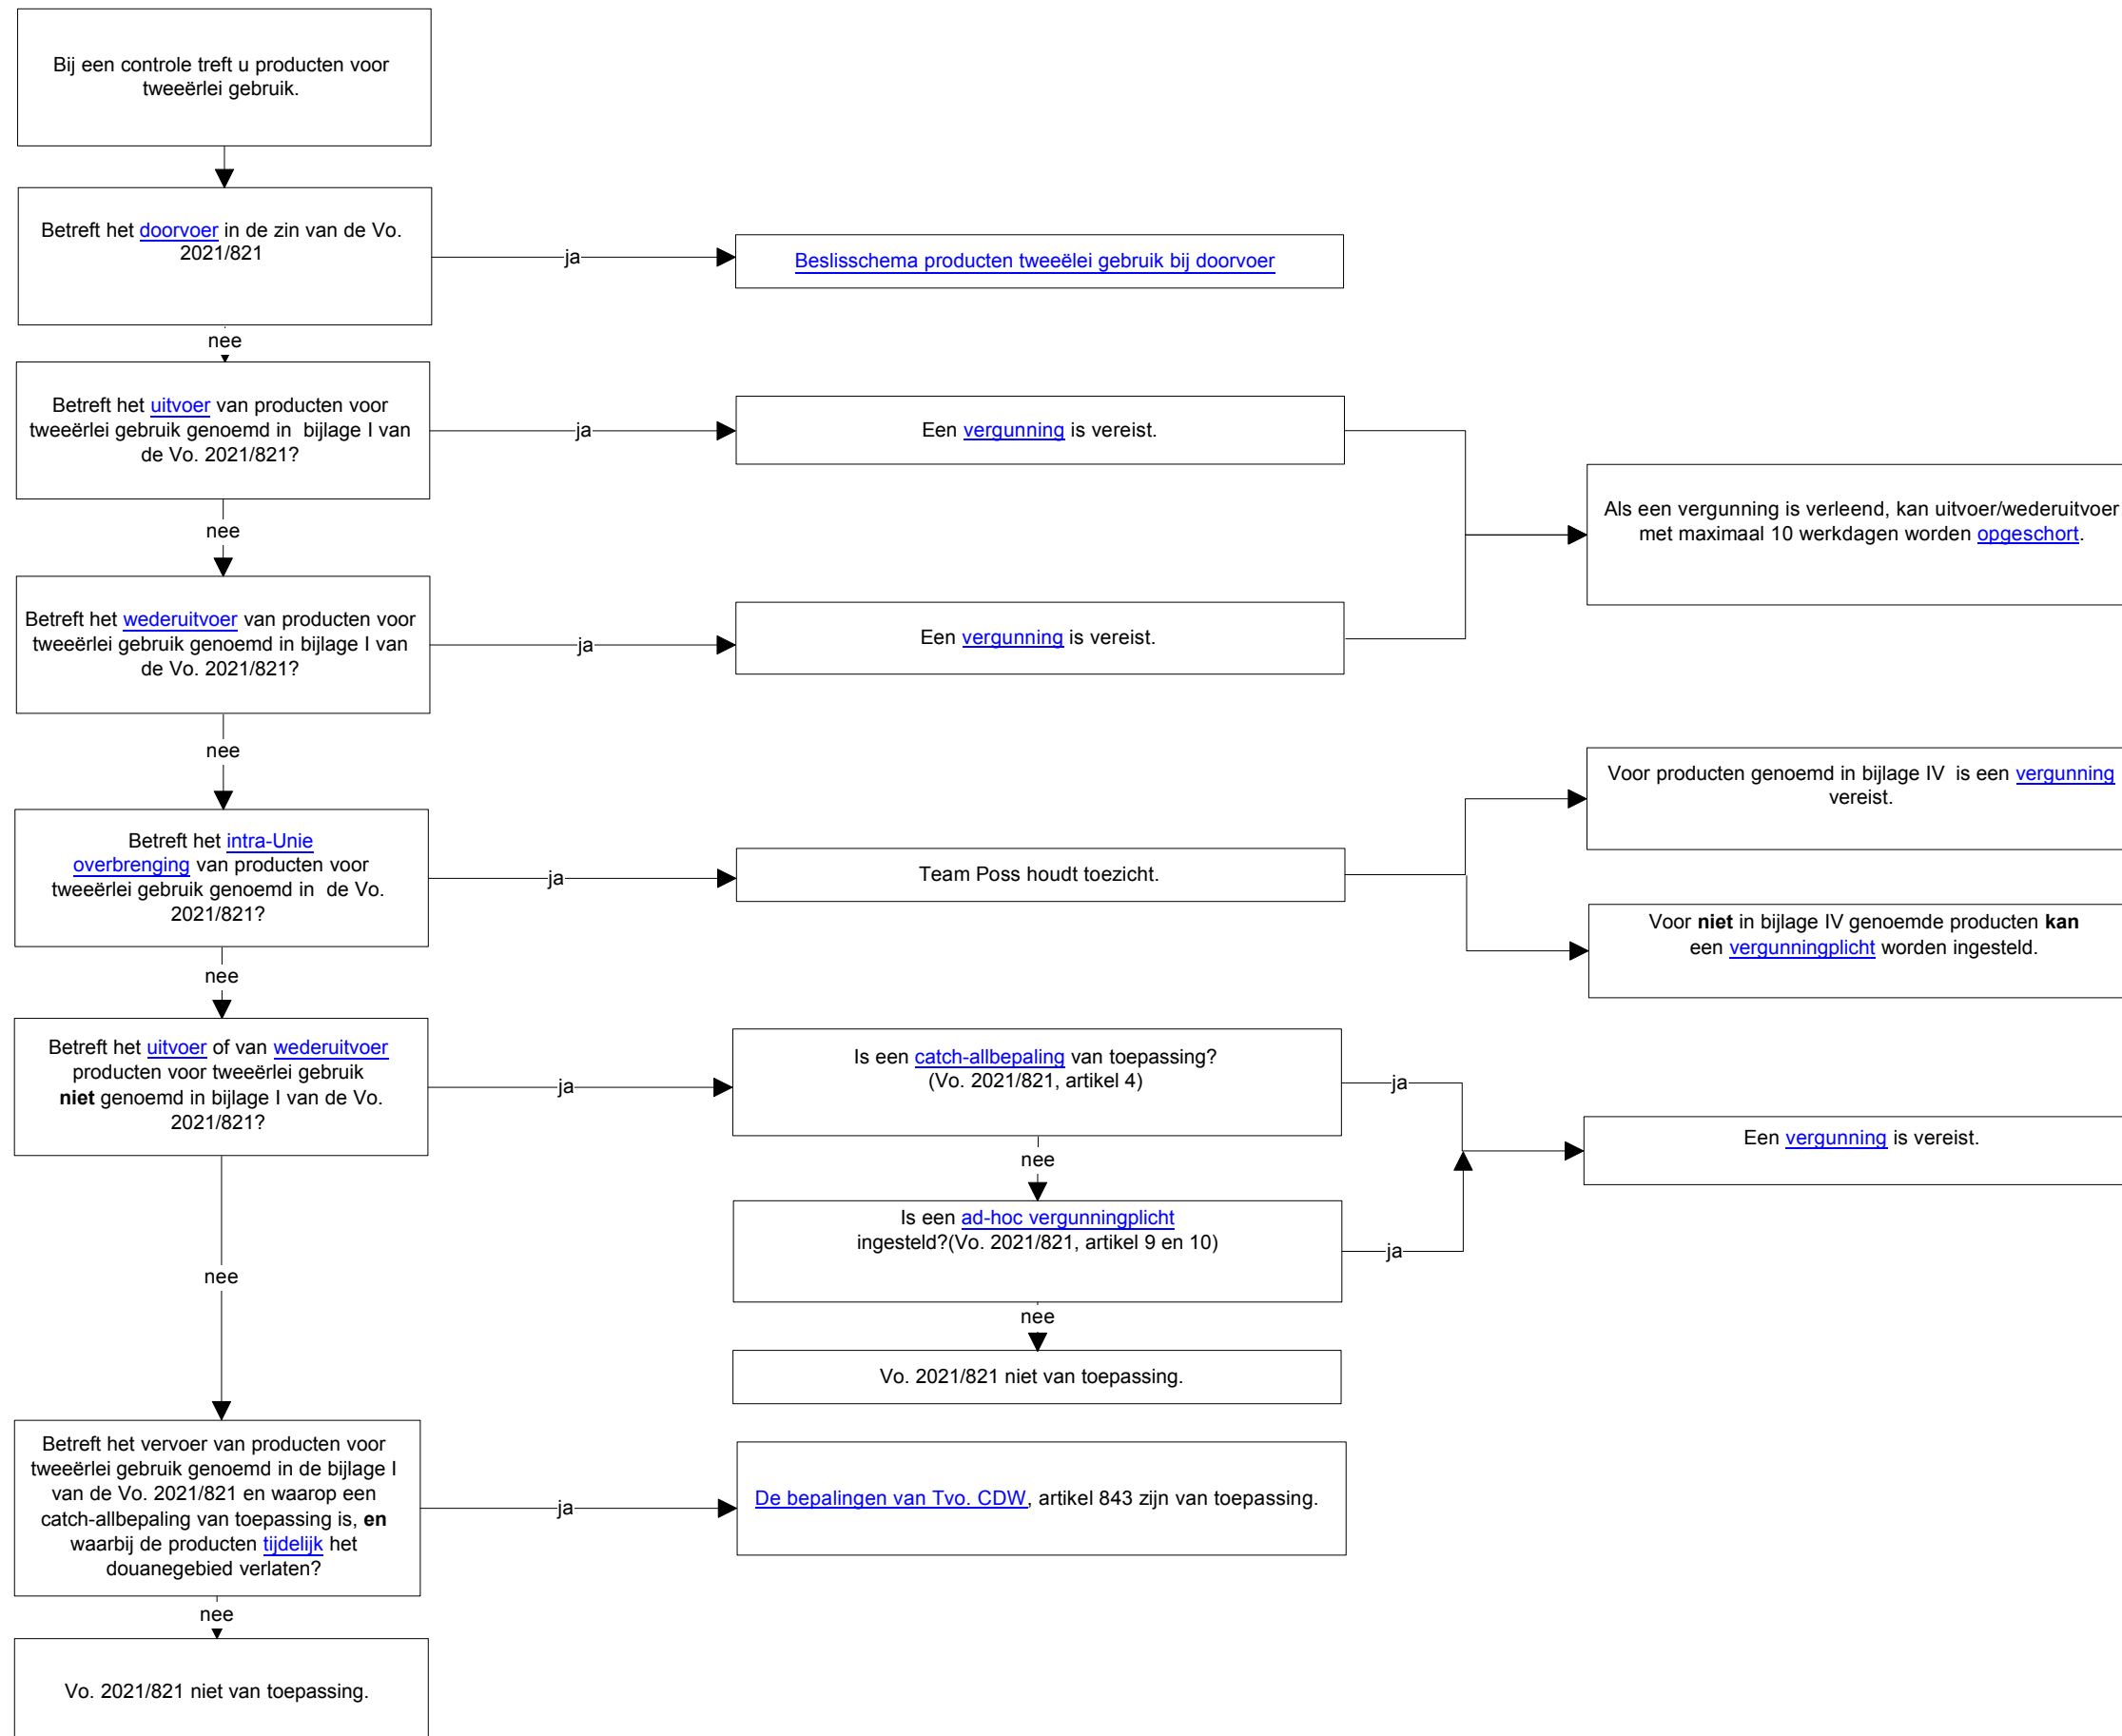 Bij een controle treft u producten voor
tweeërlei gebruik.
Betreft het doorvoer in de zin van de Vo.
2021/821
ja
Beslisschema producten tweeëlei gebruik bij doorvoer
nee
Betreft het uitvoer van producten voor
tweeërlei gebruik genoemd in bijlage I van
de Vo. 2021/821?
ja
Een vergunning is vereist.
Als een vergunning is verleend, kan uitvoer/wederuitvoer
met maximaal 10 werkdagen worden opgeschort.
nee
Betreft het wederuitvoer van producten voor
tweeërlei gebruik genoemd in bijlage I van
de Vo. 2021/821?
ja
Een vergunning is vereist.
nee
Betreft het intra-Unie
overbrenging van producten voor
tweeërlei gebruik genoemd in de Vo.
2021/821?
ja
Team Poss houdt toezicht.
Voor producten genoemd in bijlage IV is een vergunning
vereist.
Voor niet in bijlage IV genoemde producten kan
een vergunningplicht worden ingesteld.
nee
Betreft het uitvoer of van wederuitvoer
producten voor tweeërlei gebruik
niet genoemd in bijlage I van de Vo.
2021/821?
ja
Is een catch-allbepaling van toepassing?
(Vo. 2021/821, artikel 4)
ja
Een vergunning is vereist.
nee
Is een ad-hoc vergunningplicht
ingesteld?(Vo. 2021/821, artikel 9 en 10)
ja
nee
Vo. 2021/821 niet van toepassing.
nee
Betreft het vervoer van producten voor
tweeërlei gebruik genoemd in de bijlage I
van de Vo. 2021/821 en waarop een
catch-allbepaling van toepassing is, en
waarbij de producten tijdelijk het
douanegebied verlaten?
ja
De bepalingen van Tvo. CDW, artikel 843 zijn van toepassing.
nee
Vo. 2021/821 niet van toepassing.